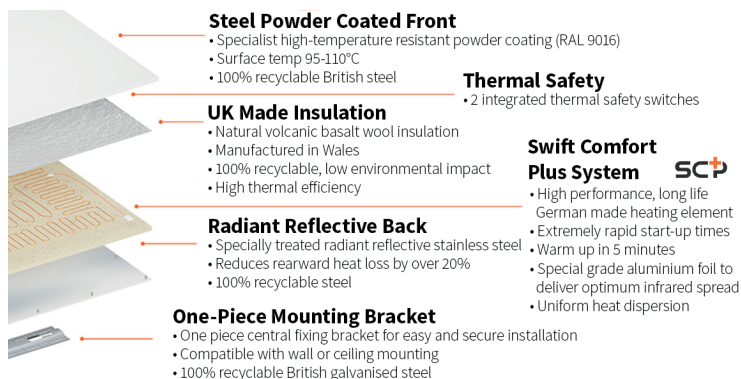 Steel Powder Coated Front
• Specialist high-temperature resistant powder coating (RAL 9016)
• Surface temp 95-110°C
• 100% recyclable British steel
Thermal Safety
• 2 integrated thermal safety switches
UK Made Insulation
• Natural volcanic basalt wool insulation
• Manufactured in Wales
• 100% recyclable, low environmental impact
• High thermal efficiency
Swift Comfort
Plus System
SC+P
• High performance, long life
German made heating element
• Extremely rapid start-up times
• Warm up in 5 minutes
• Special grade aluminium foil to
deliver optimum infrared spread
• Uniform heat dispersion
Radiant Reflective Back
• Specially treated radiant reflective stainless steel
• Reduces rearward heat loss by over 20%
• 100% recyclable steel
One-Piece Mounting Bracket
• One piece central fixing bracket for easy and secure installation
• Compatible with wall or ceiling mounting
• 100% recyclable British galvanised steel